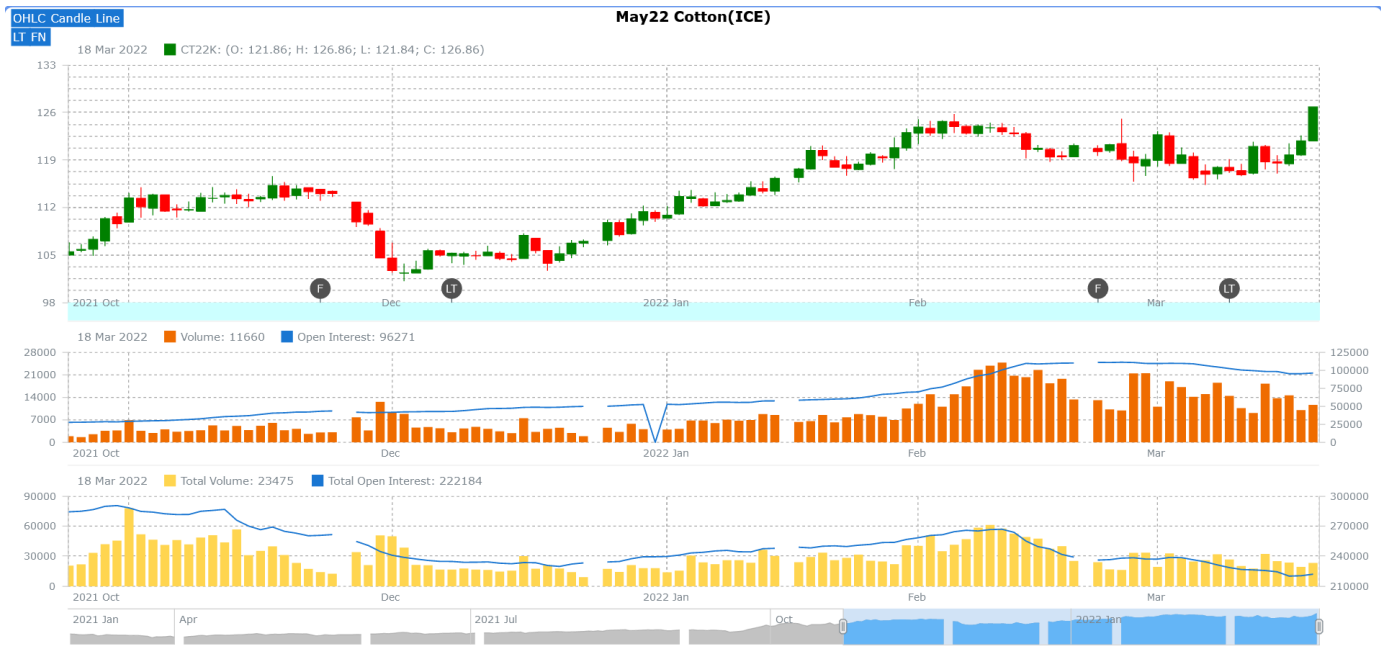 May22 Cotton(ICE)
OHLC Candle Line
LT FN
18 Mar 2022 CT22K: (O: 121.86; H: 126.86; L: 121.84; C: 126.86)
133
126
119
112
105
98
F LT F LT
2021 Oct Dec 2022 Jan Feb Mar
18 Mar 2022 Volume: 11660 Open Interest: 96271
28000 125000
21000 100000
75000
14000
50000
7000
25000
0 0
2021 Oct Dec 2022 Jan Feb Mar
18 Mar 2022 Total Volume: 23475 Total Open Interest: 222184
90000 300000
60000 270000
30000 240000
0 210000
2021 Oct Dec 2022 Jan Feb Mar
2021 Jan Apr 2021 Jul Oct 2022 Jan